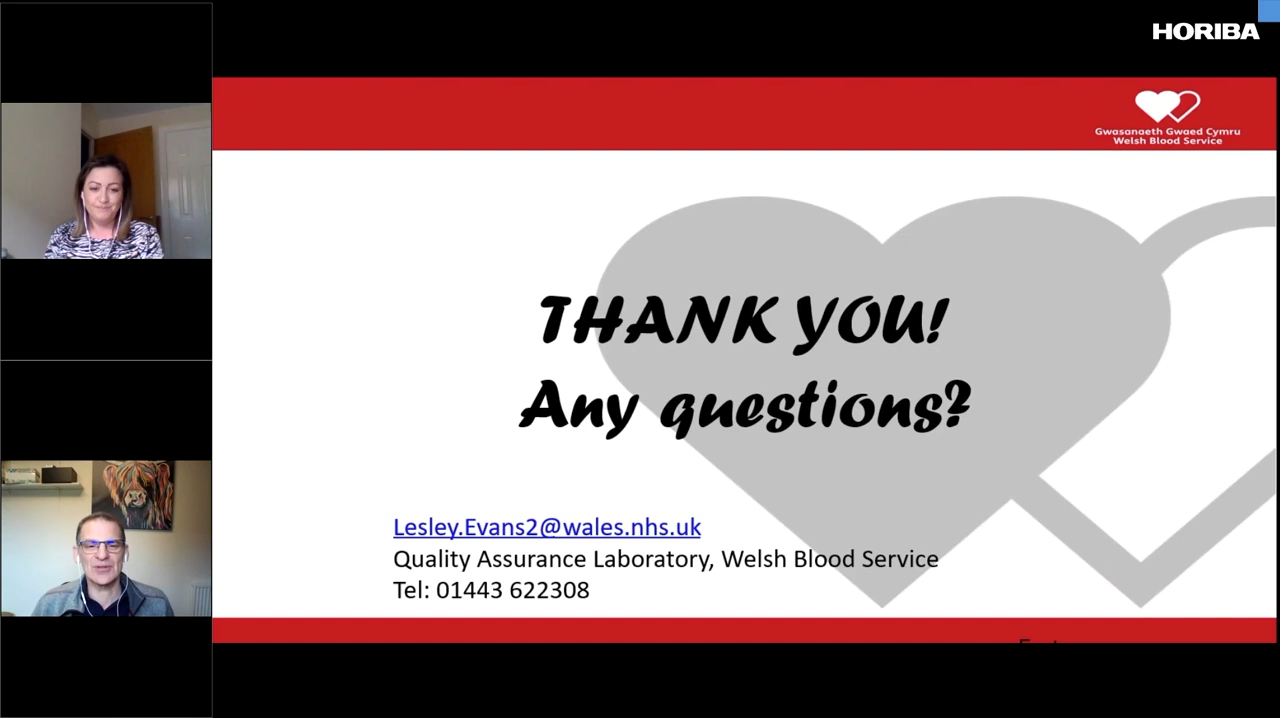 HORIBA
Gwasanaeth Gwaed Cymru
Welsh Blood Service
THANK YOU!
Any questions?
Lesley.Evans2@wales.nhs.uk
Quality Assurance Laboratory, Welsh Blood Service
Tel: 01443 622308